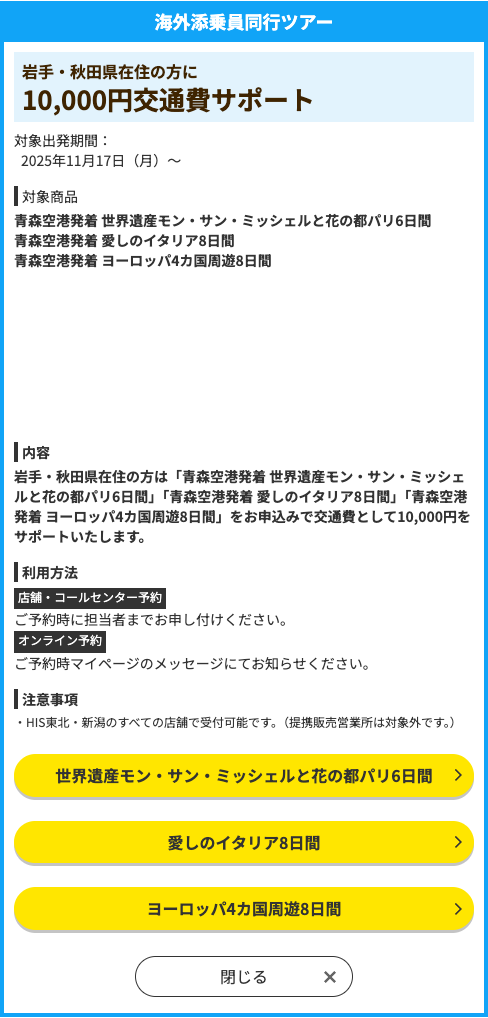 海外添乗員同行ツアー
岩手・秋田県在住の方に
10,000円交通費サポート
対象出発期間：
2025年11月17日（月）～
対象商品
青森空港発着 世界遺産モン・サン・ミッシェルと花の都パリ6日間
青森空港発着 愛しのイタリア8日間
青森空港発着 ヨーロッパ4カ国周遊8日間
内容
岩手・秋田県在住の方は「青森空港発着 世界遺産モン・サン・ミッシェ
ルと花の都パリ6日間」「青森空港発着 愛しのイタリア8日間」「青森空港
発着 ヨーロッパ4カ国周遊8日間」をお申込みで交通費として10,000円を
サポートいたします。
利用方法
店舗・コールセンター予約
ご予約時に担当者までお申し付けください。
オンライン予約
ご予約時マイページのメッセージにてお知らせください。
注意事項
・HIS東北・新潟のすべての店舗で受付可能です。（提携販売営業所は対象外です。）
世界遺産モン・サン・ミッシェルと花の都パリ6日間
愛しのイタリア8日間
ヨーロッパ4カ国周遊8日間
閉じる